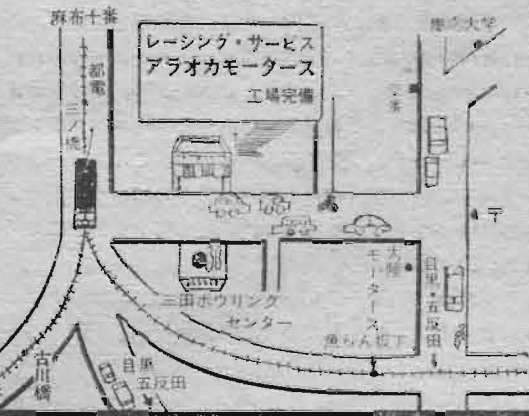 麻布十番
慶応大学
レーシング・サービス
アラオカモータース
工場完備
都電
三ノ橋
〒
三田ボウリング
センター
大陸
モータース
目黒・五反田
魚らん坂下
古川橋
目黒
五反田